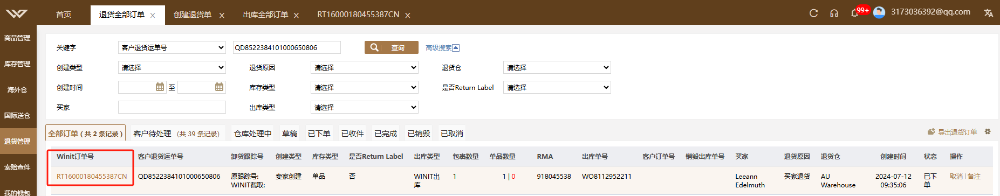 首页 退货全部订单 创建退货单 出库全部订单 RT16000180455387CN 99+ 3173036392@qq.com
商品管理
库存管理
海外仓
国际送仓
退货管理
索赔查件
我的钱包
关键字 客户退货运单号 QD8522384101000650806 查询 高级搜索
创建类型 请选择 退货原因 请选择 退货仓 请选择
创建时间 至 库存类型 请选择 是否Return Label 请选择
买家 出库类型 请选择
全部订单 ( 共 2 条记录 ) 客户待处理 (共 39 条记录) 仓库处理中 草稿 已下单 已收件 已完成 已销毁 已取消 导出退货订单
Winit订单号 客户退货运单号 卸货跟踪号 创建类型 库存类型 是否Return Label 出库类型 包裹数量 单品数量 RMA 出库单号 客户订单号 销毁出库单号 买家 退货原因 退货仓 创建时间 状态 操作
RT16000180455387CN QD8522384101000650806 原跟踪号: 卖家创建 单品 否 WINIT出 1 1 | 0 918045538 WO8112952211 Leeann 买家退货 AU 2024-07-12 已下 取消 | 备注
WINIT截取: 库 Edelmuth Warehouse 09:35:06 单